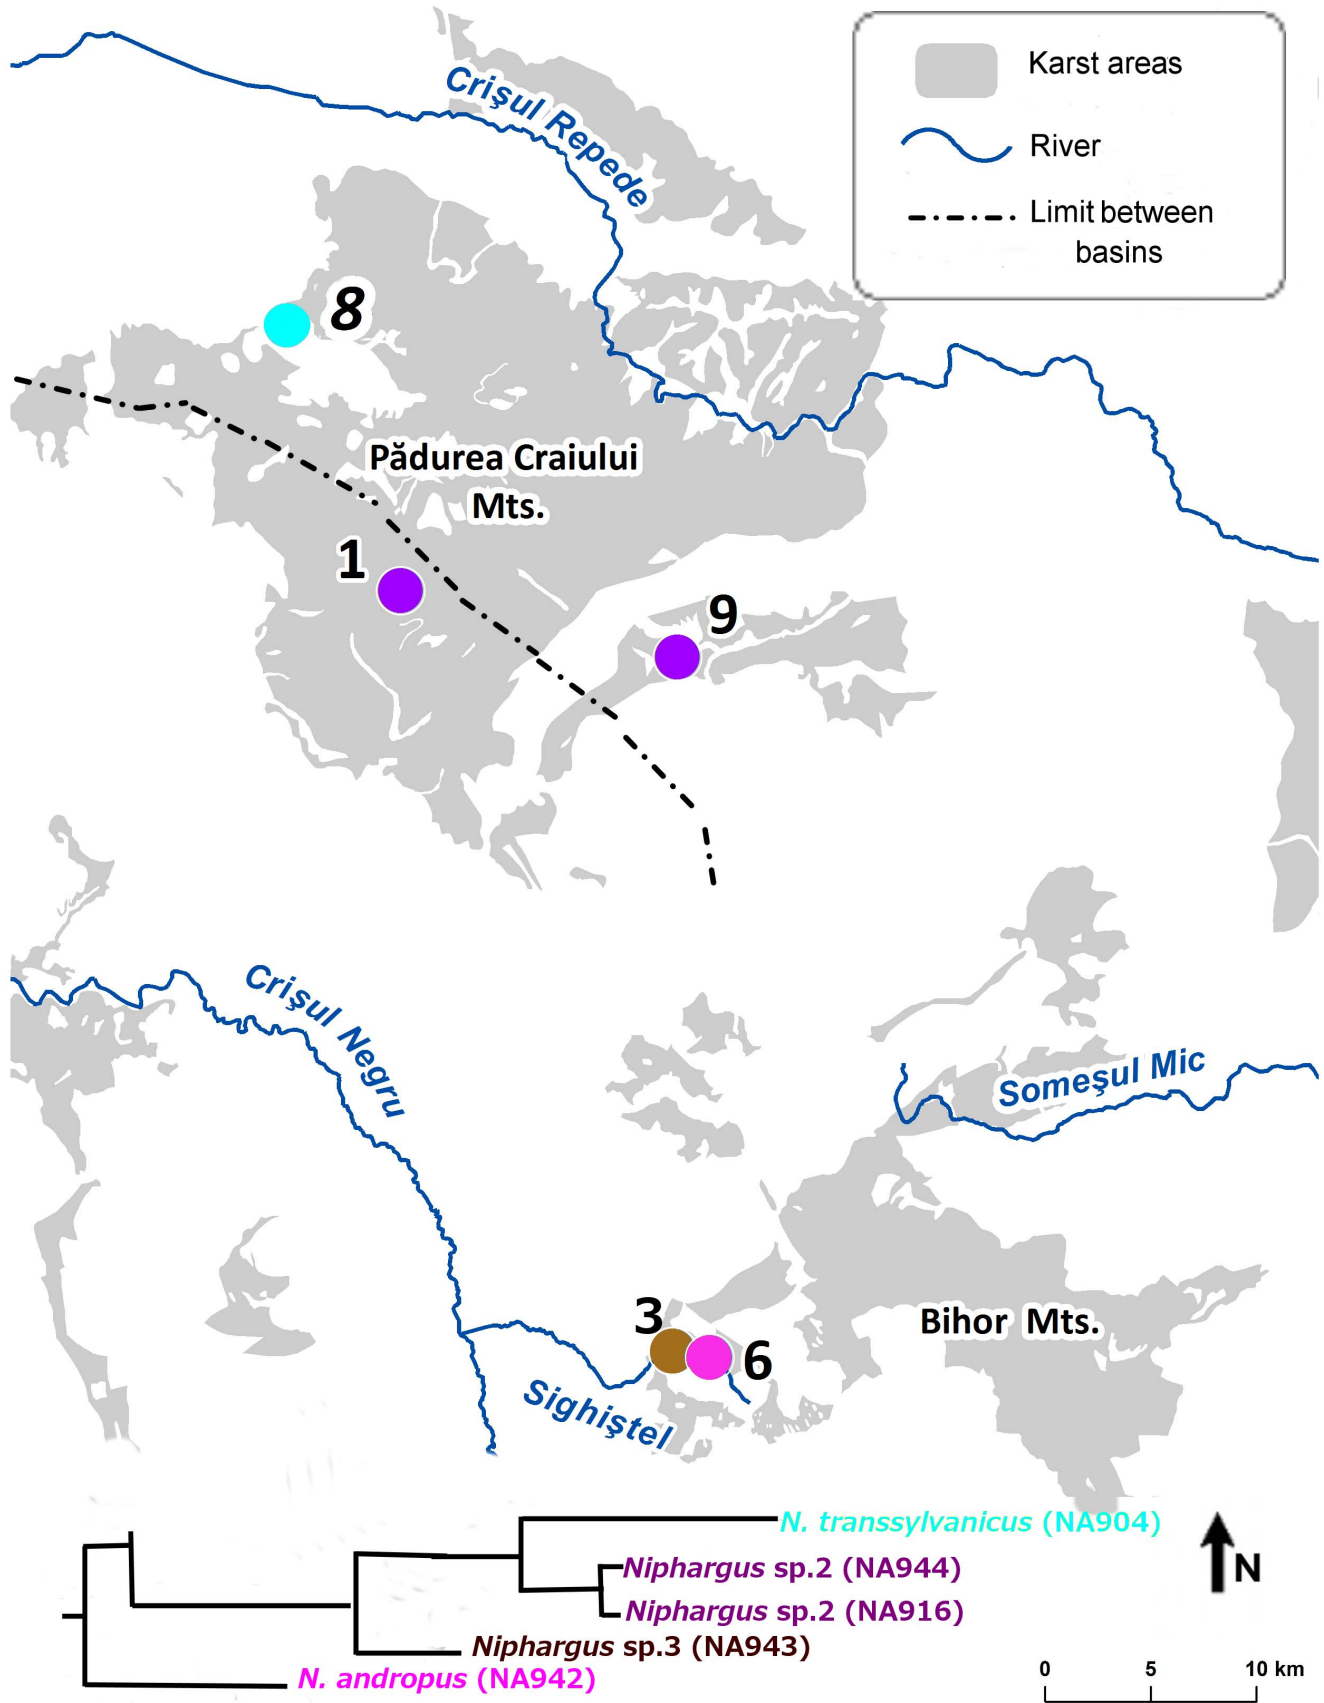 Karst areas
River
Limit between
basins
Crişul Repede
8
Pădurea Craiului
Mts.
1
9
Crişul Negru
Someşul Mic
3
6
Bihor Mts.
Sighiştel
N. transsylvanicus (NA904)
Niphargus sp.2 (NA944)
Niphargus sp.2 (NA916)
Niphargus sp.3 (NA943)
N. andropus (NA942)
N
0 5 10 km